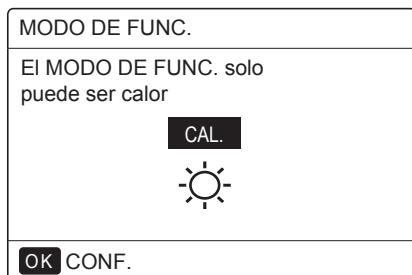 MODO DE FUNC.
El MODO DE FUNC. solo
puede ser calor
CAL.
OK CONF.